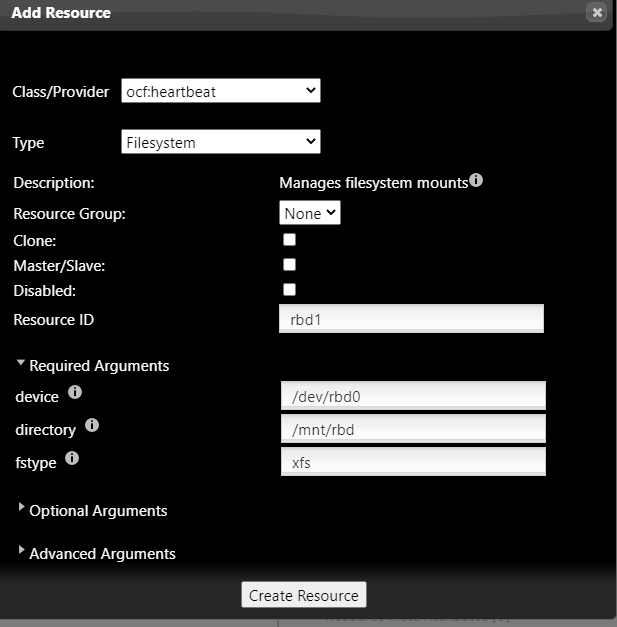 Add Resource
Class/Provider ocf:heartbeat
Type Filesystem
Description: Manages filesystem mounts
Resource Group: None
Clone:
Master/Slave:
Disabled:
Resource ID rbd1
Required Arguments
device /dev/rbd0
directory /mnt/rbd
fstype xfs
Optional Arguments
Advanced Arguments
Create Resource